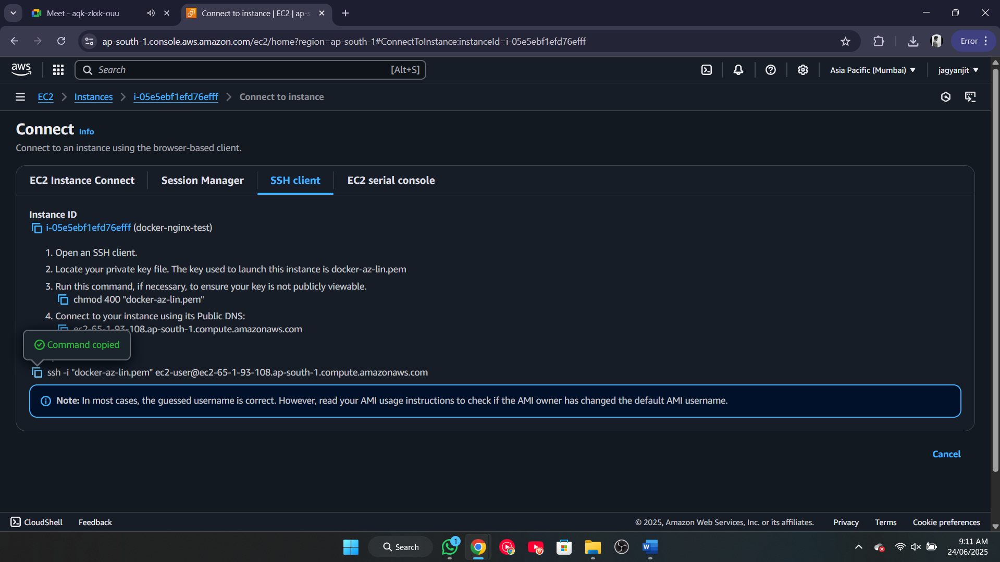 Meet - aqk-zkxk-ouu
Connect to instance | EC2 | ap-s
ap-south-1.console.aws.amazon.com/ec2/home?region=ap-south-1#ConnectToInstance:instanceId=i-05e5ebf1efd76efff
Error
aws
Search
[Alt+S]
Asia Pacific (Mumbai)
jagyanjit
EC2
Instances
i-05e5ebf1efd76efff
Connect to instance
Connect Info
Connect to an instance using the browser-based client.
EC2 Instance Connect
Session Manager
SSH client
EC2 serial console
Instance ID
i-05e5ebf1efd76efff (docker-nginx-test)
1. Open an SSH client.
2. Locate your private key file. The key used to launch this instance is docker-az-lin.pem
3. Run this command, if necessary, to ensure your key is not publicly viewable.
chmod 400 "docker-az-lin.pem"
4. Connect to your instance using its Public DNS:
ec2-65-1-93-108.ap-south-1.compute.amazonaws.com
Command copied
ssh -i "docker-az-lin.pem" ec2-user@ec2-65-1-93-108.ap-south-1.compute.amazonaws.com
Note: In most cases, the guessed username is correct. However, read your AMI usage instructions to check if the AMI owner has changed the default AMI username.
Cancel
CloudShell
Feedback
© 2025, Amazon Web Services, Inc. or its affiliates.
Privacy
Terms
Cookie preferences
Search
1
W
9:11 AM
24/06/2025